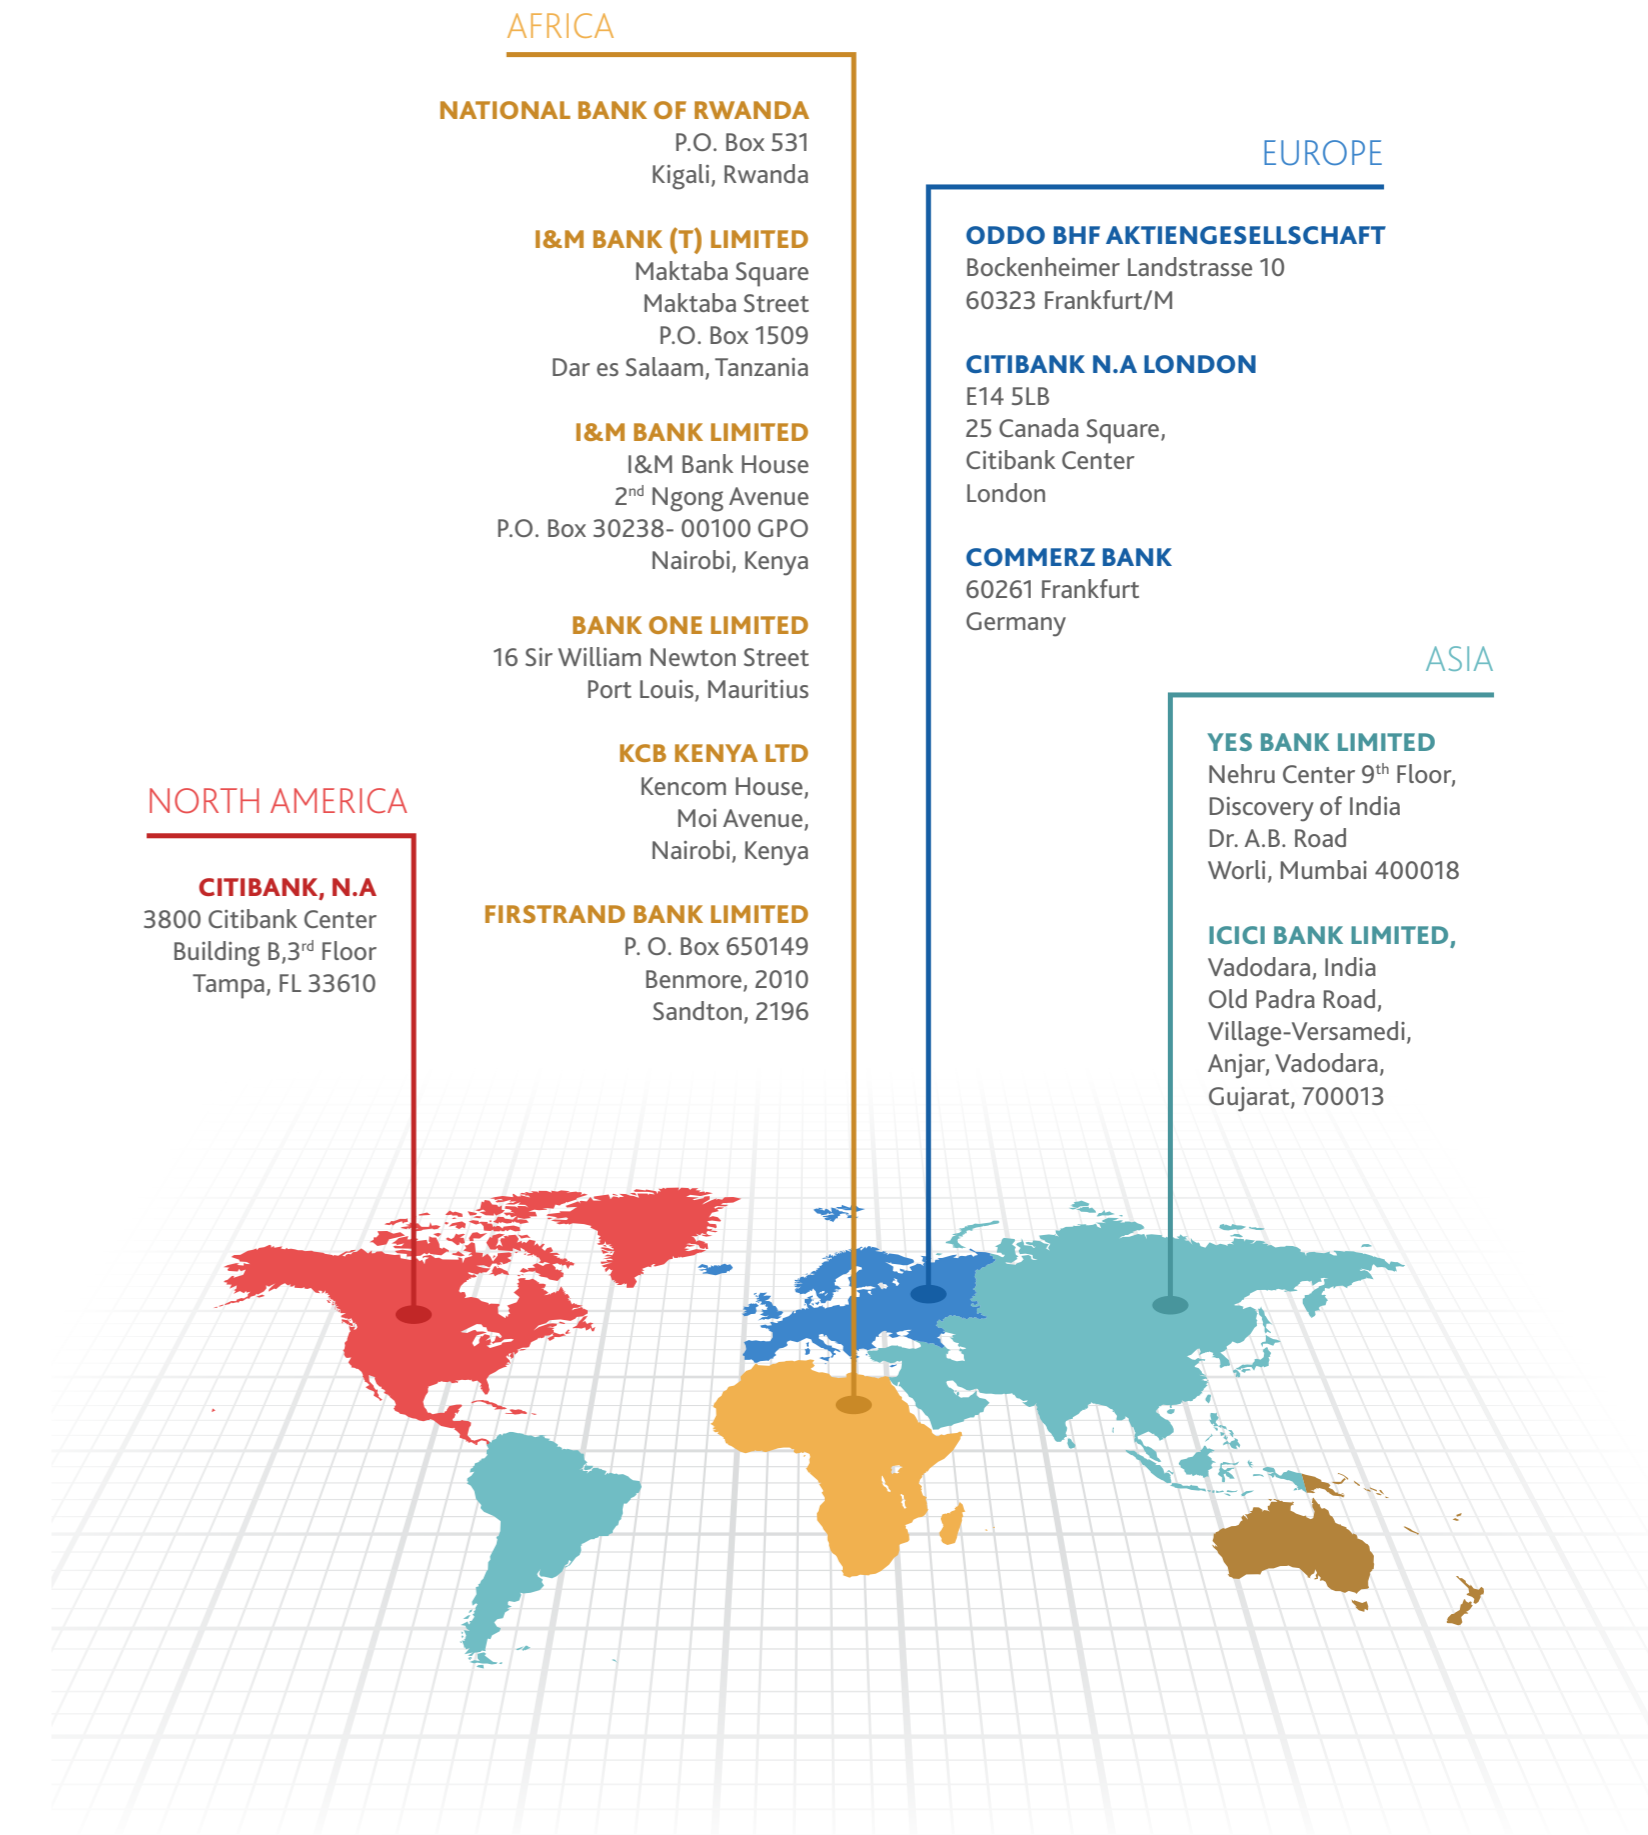 AFRICA
NATIONAL BANK OF RWANDA
P.O. Box 531
Kigali, Rwanda
I&M BANK (T) LIMITED
Maktaba Square
Maktaba Street
P.O. Box 1509
Dar es Salaam, Tanzania
I&M BANK LIMITED
I&M Bank House
2nd Ngong Avenue
P.O. Box 30238- 00100 GPO
Nairobi, Kenya
BANK ONE LIMITED
16 Sir William Newton Street
Port Louis, Mauritius
KCB KENYA LTD
Kencom House,
Moi Avenue,
Nairobi, Kenya
FIRSTRAND BANK LIMITED
P. O. Box 650149
Benmore, 2010
Sandton, 2196
EUROPE
ODDO BHF AKTIENGESELLSCHAFT
Bockenheimer Landstrasse 10
60323 Frankfurt/M
CITIBANK N.A LONDON
E14 5LB
25 Canada Square,
Citibank Center
London
COMMERZ BANK
60261 Frankfurt
Germany
ASIA
YES BANK LIMITED
Nehru Center 9th Floor,
Discovery of India
Dr. A.B. Road
Worli, Mumbai 400018
ICICI BANK LIMITED,
Vadodara, India
Old Padra Road,
Village-Versamedi,
Anjar, Vadodara,
Gujarat, 700013
NORTH AMERICA
CITIBANK, N.A
3800 Citibank Center
Building B,3rd Floor
Tampa, FL 33610